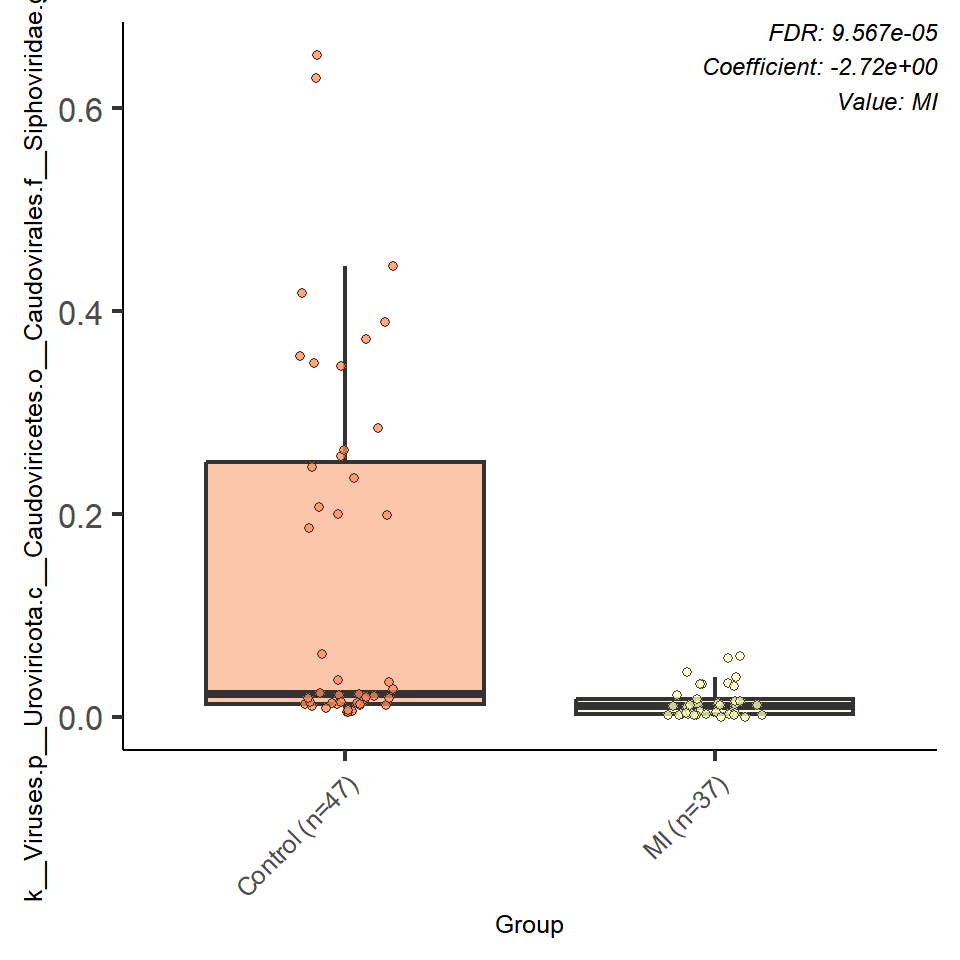 FDR: 9.567e-05
Coefficient: -2.72e+00
Value: MI
k__Viruses.p__Uroviricota.c__Caudoviricetes.o__Caudovirales.f__Siphoviridae.g
0.6
0.4
0.2
0.0
Control (n=47)
MI (n=37)
Group